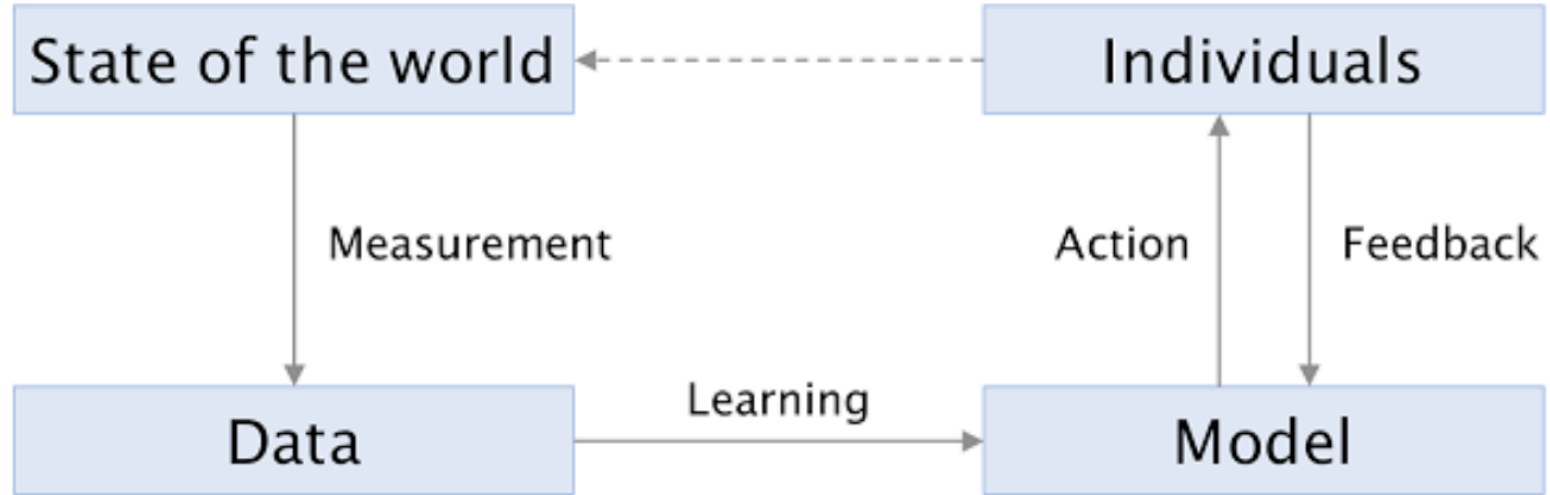 State of the world
Individuals
Measurement
Action
Feedback
Learning
Data
Model